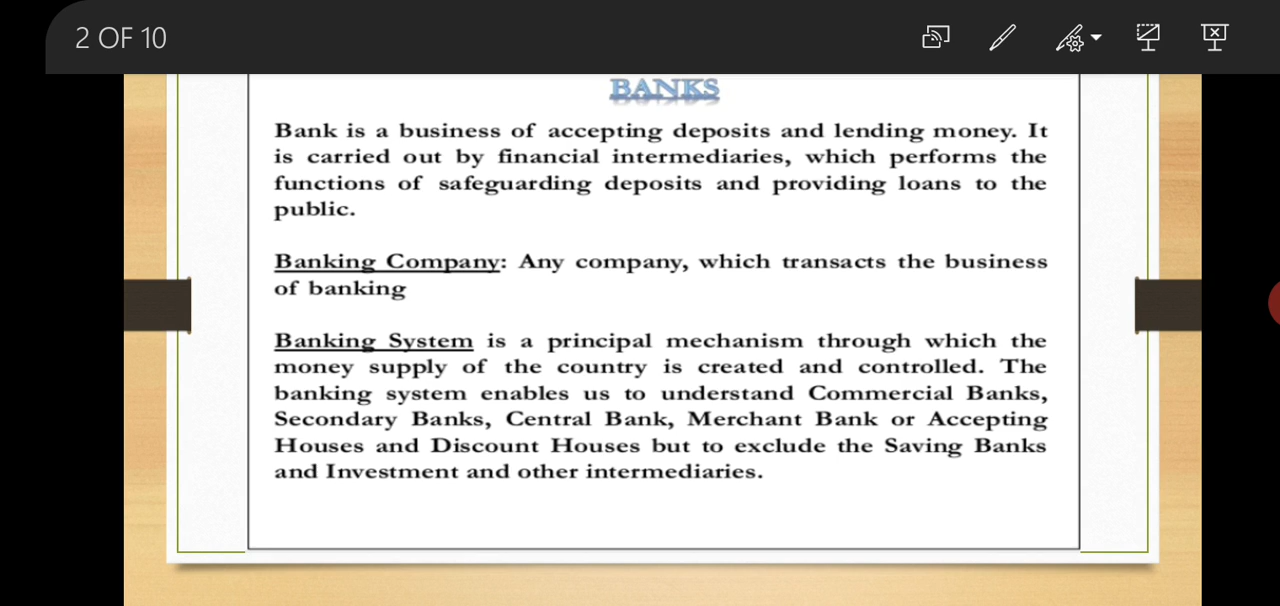 2 OF 10
BANKS
Bank is a business of accepting deposits and lending money. It
is carried out by financial intermediaries, which performs the
functions of safeguarding deposits and providing loans to the
public.
Banking Company: Any company, which transacts the business
of banking
Banking System is a principal mechanism through which the
money supply of the country is created and controlled. The
banking system enables us to understand Commercial Banks,
Secondary Banks, Central Bank, Merchant Bank or Accepting
Houses and Discount Houses but to exclude the Saving Banks
and Investment and other intermediaries.